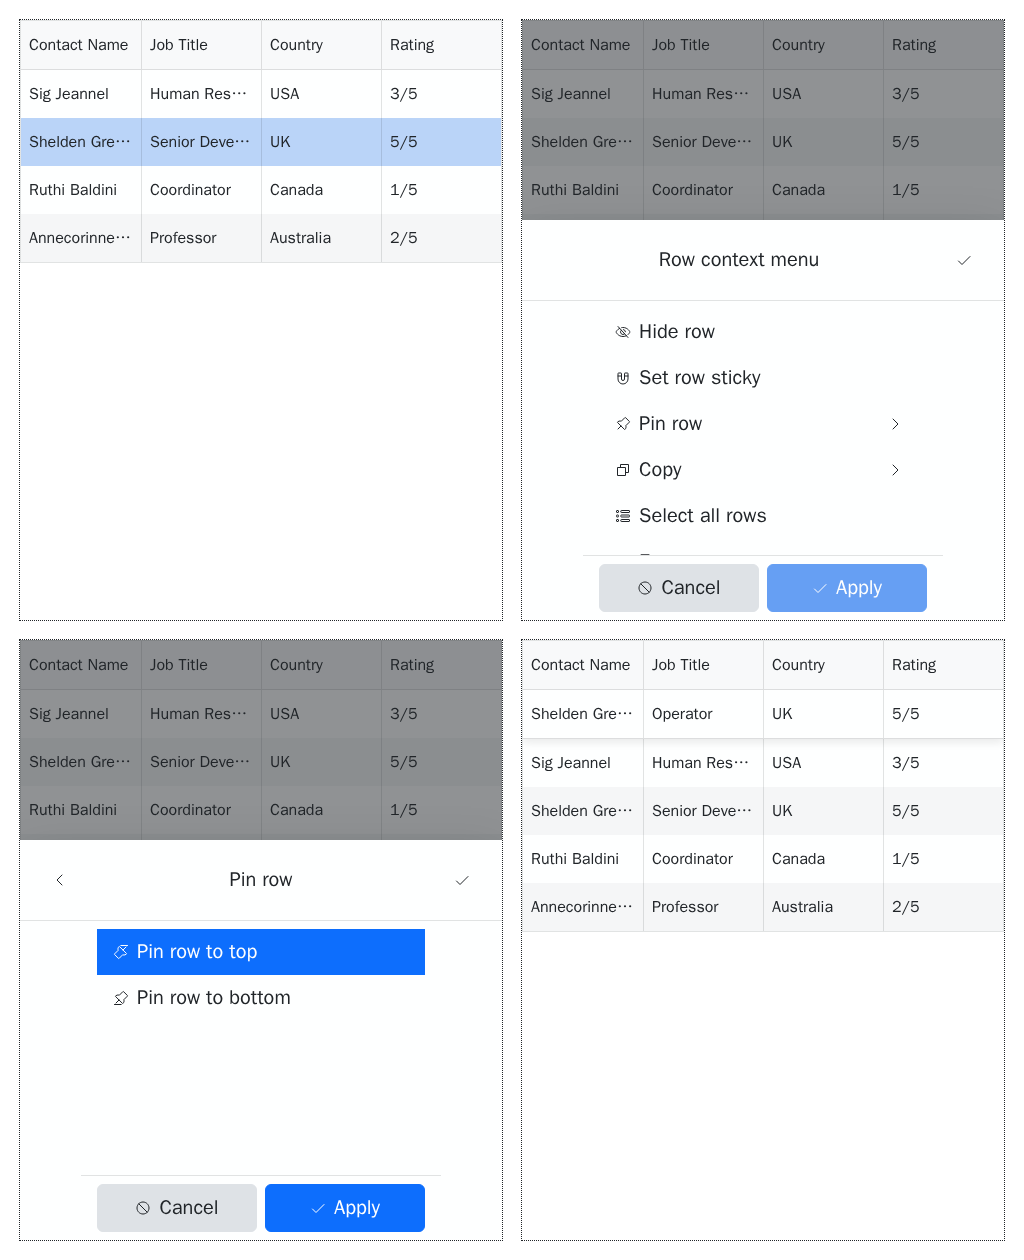 Contact Name Job Title Country Rating
Sig Jeannel Human Res··· USA 3/5
Shelden Gre··· Senior Deve··· UK 5/5
Ruthi Baldini Coordinator Canada 1/5
Annecorinne··· Professor Australia 2/5
Contact Name Job Title Country Rating
Sig Jeannel Human Res··· USA 3/5
Shelden Gre··· Senior Deve··· UK 5/5
Ruthi Baldini Coordinator Canada 1/5
Row context menu
Hide row
Set row sticky
Pin row
Copy
Select all rows
Cancel Apply
Contact Name Job Title Country Rating
Sig Jeannel Human Res··· USA 3/5
Shelden Gre··· Senior Deve··· UK 5/5
Ruthi Baldini Coordinator Canada 1/5
Pin row
Pin row to top
Pin row to bottom
Cancel Apply
Contact Name Job Title Country Rating
Shelden Gre··· Operator UK 5/5
Sig Jeannel Human Res··· USA 3/5
Shelden Gre··· Senior Deve··· UK 5/5
Ruthi Baldini Coordinator Canada 1/5
Annecorinne··· Professor Australia 2/5